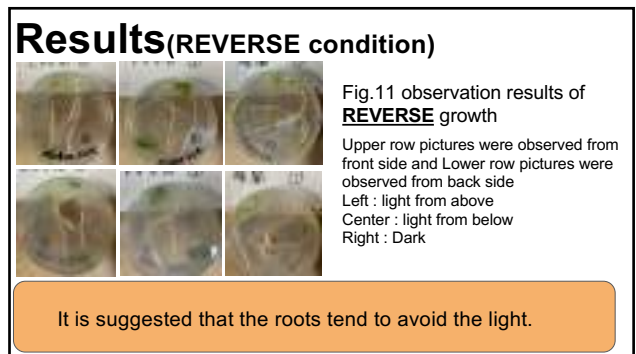 Results(REVERSE condition)
Fig.11 observation results of
REVERSE growth
Upper row pictures were observed from
front side and Lower row pictures were
observed from back side
Left : light from above
Center : light from below
Right : Dark
It is suggested that the roots tend to avoid the light.